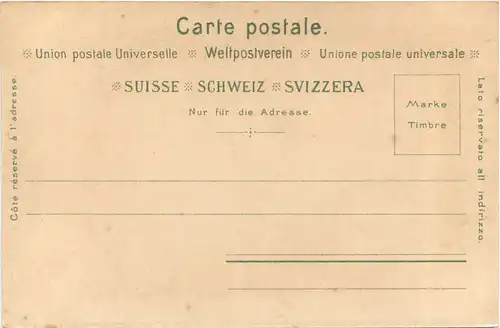 Carte postale.
Union postale Universelle ※ Weltpostverein ※ Unione postale universale
SUISSE ※ SCHWEIZ ※ SVIZZERA
Nur für die Adresse.
Marke
Timbre
Côté réservé à l'adresse.
Lato riservato all indirizzo.